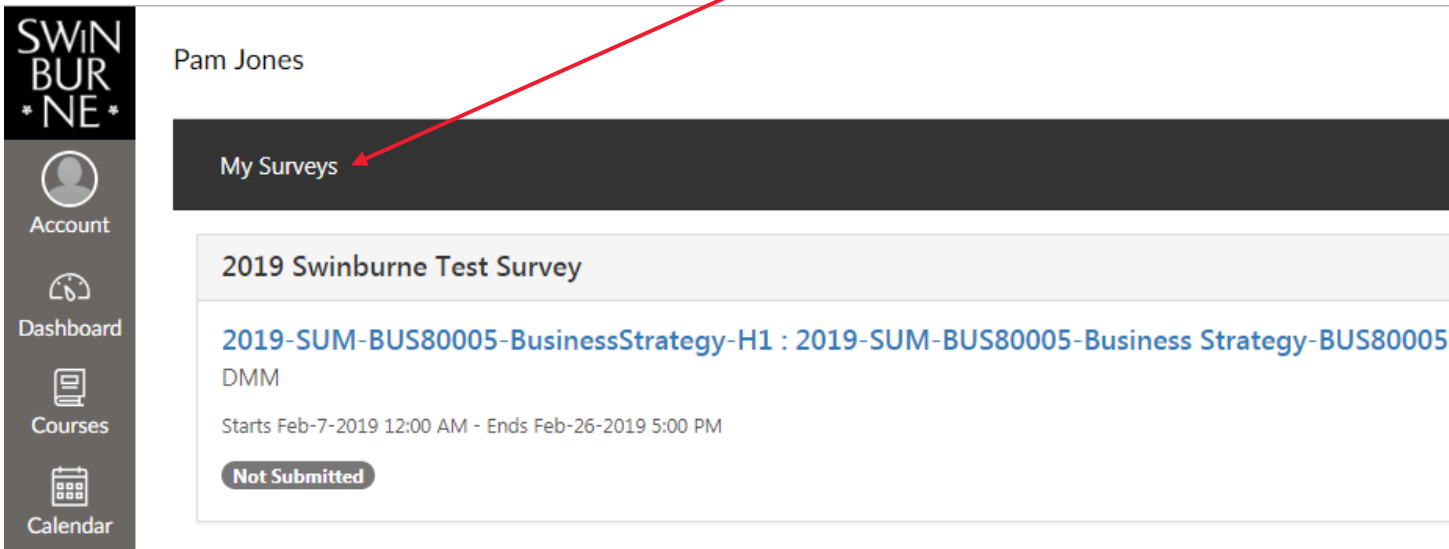 SWiN
BUR
*NE*
Pam Jones
My Surveys
Account
2019 Swinburne Test Survey
Dashboard
2019-SUM-BUS80005-BusinessStrategy-H1 : 2019-SUM-BUS80005-Business Strategy-BUS80005
DMM
Courses
Starts Feb-7-2019 12:00 AM - Ends Feb-26-2019 5:00 PM
Not Submitted
Calendar